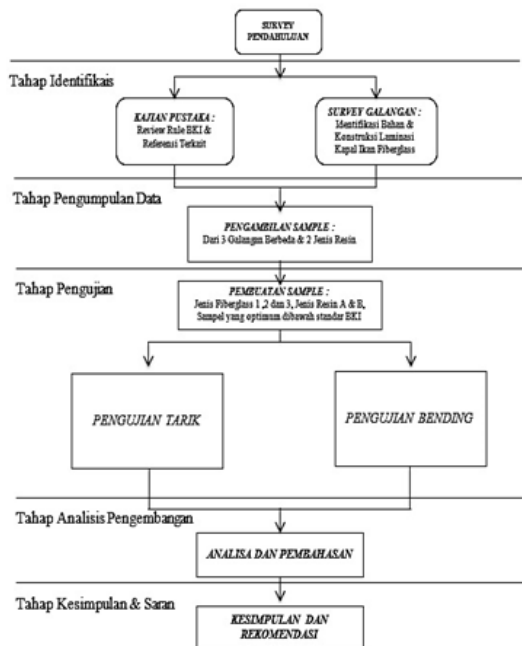 SURVEY
PENDAHULUAN
Tahap Identifikais
KAJIAN PUSTAKA :
Review Rule BKI &
Referensi Terkait
SURVEY GALANGAN :
Identifikasi Bahan &
Konstruksi Laminasi
Kapal Ikan Fiberglass
Tahap Pengumpulan Data
PENGAMBILAN SAMPLE :
Dari 3 Galangan Berbeda & 2 Jenis Resin
Tahap Pengujian
PEMBUATAN SAMPLE :
Jenis Fiberglass 1 ,2 dan 3, Jenis Resin A & B,
Sampel yang optimum dibawah standar BKI
PENGUJIAN TARIK
PENGUJIAN BENDING
Tahap Analisis Pengembangan
ANALISA DAN PEMBAHASAN
Tahap Kesimpulan & Saran
KESIMPULAN DAN
REKOMENDASI